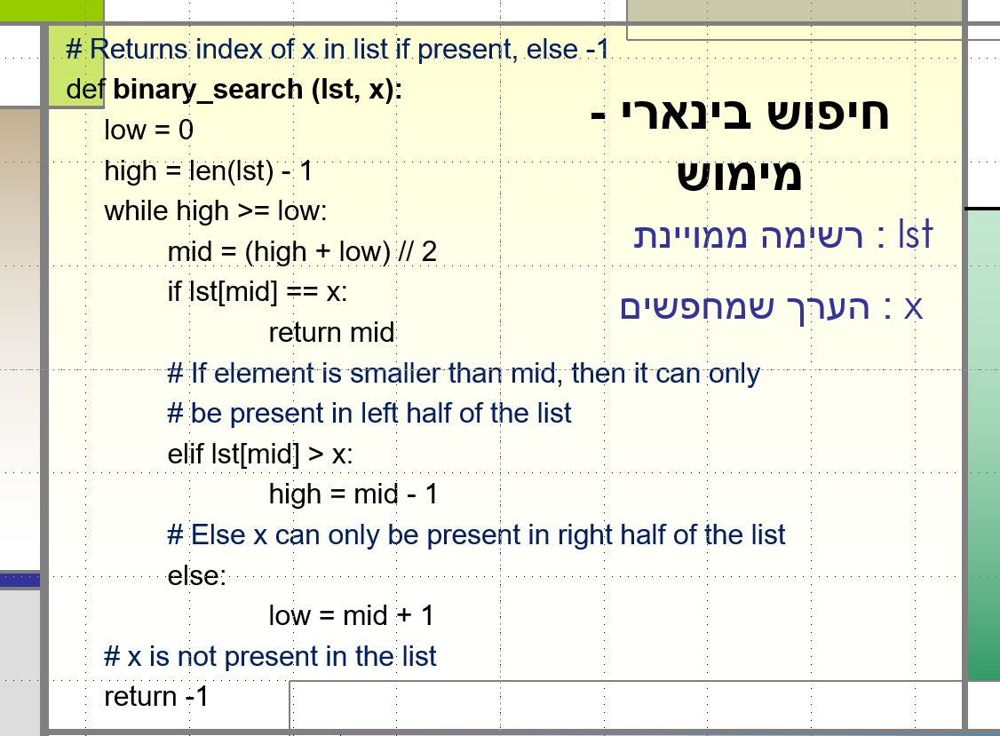 # Returns index of x in list if present, else -1
def binary_search (lst, x):
low = 0
high = len(lst) - 1
while high >= low:
mid = (high + low) // 2
if lst[mid] == x:
return mid
# If element is smaller than mid, then it can only
# be present in left half of the list
elif lst[mid] > x:
high = mid - 1
# Else x can only be present in right half of the list
else:
low = mid + 1
# x is not present in the list
return -1
חיפוש בינארי -
מימוש
lst : רשימה ממויינת
x : הערך שמחפשים